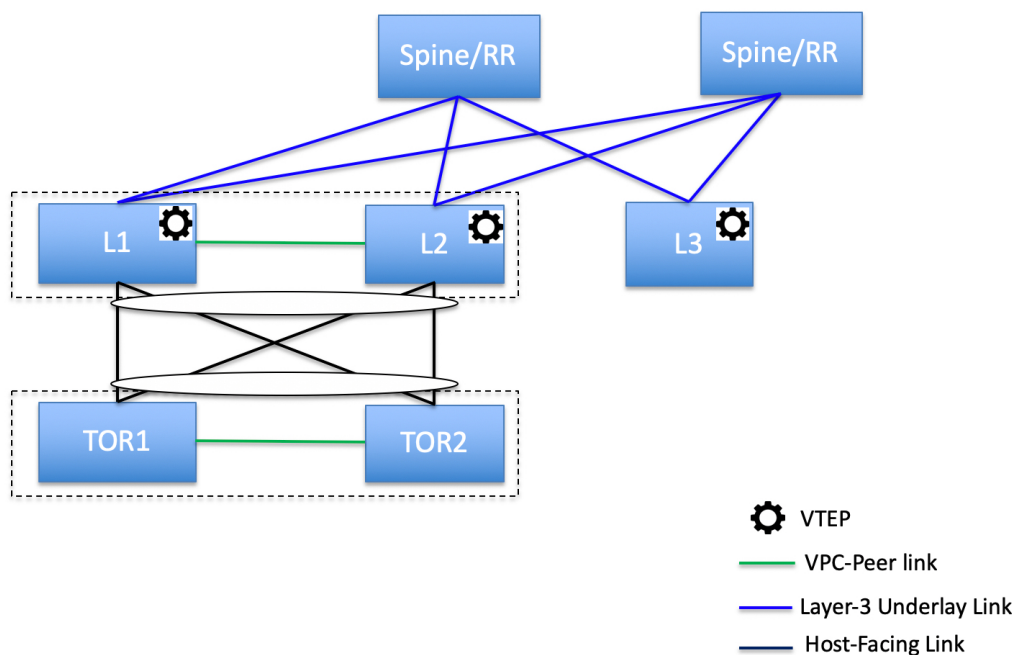 Spine/RR
Spine/RR
L1
L2
L3
TOR1
TOR2
VTEP
VPC-Peer link
Layer-3 Underlay Link
Host-Facing Link